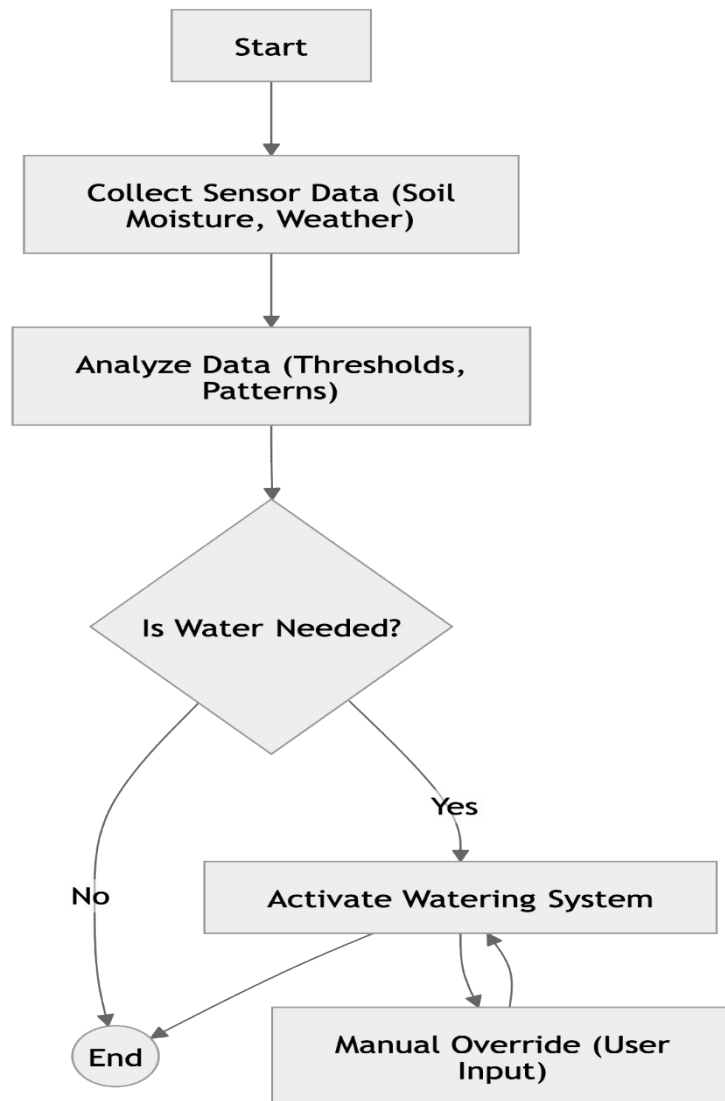 Start
Collect Sensor Data (Soil
Moisture, Weather)
Analyze Data (Thresholds,
Patterns)
Is Water Needed?
Yes
No
Activate Watering System
End
Manual Override (User
Input)